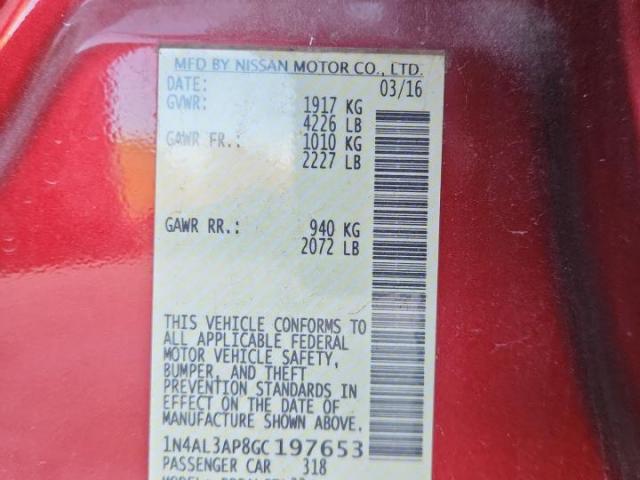 MFD BY NISSAN MOTOR CO., LTD.
DATE: 03/16
GVWR: 1917 KG
4226 LB
GAWR FR.: 1010 KG
2227 LB
GAWR RR.: 940 KG
2072 LB
THIS VEHICLE CONFORMS TO
ALL APPLICABLE FEDERAL
MOTOR VEHICLE SAFETY,
BUMPER, AND THEFT
PREVENTION STANDARDS IN
EFFECT ON THE DATE OF
MANUFACTURE SHOWN ABOVE.
1N4AL3AP8GC197653
PASSENGER CAR 318